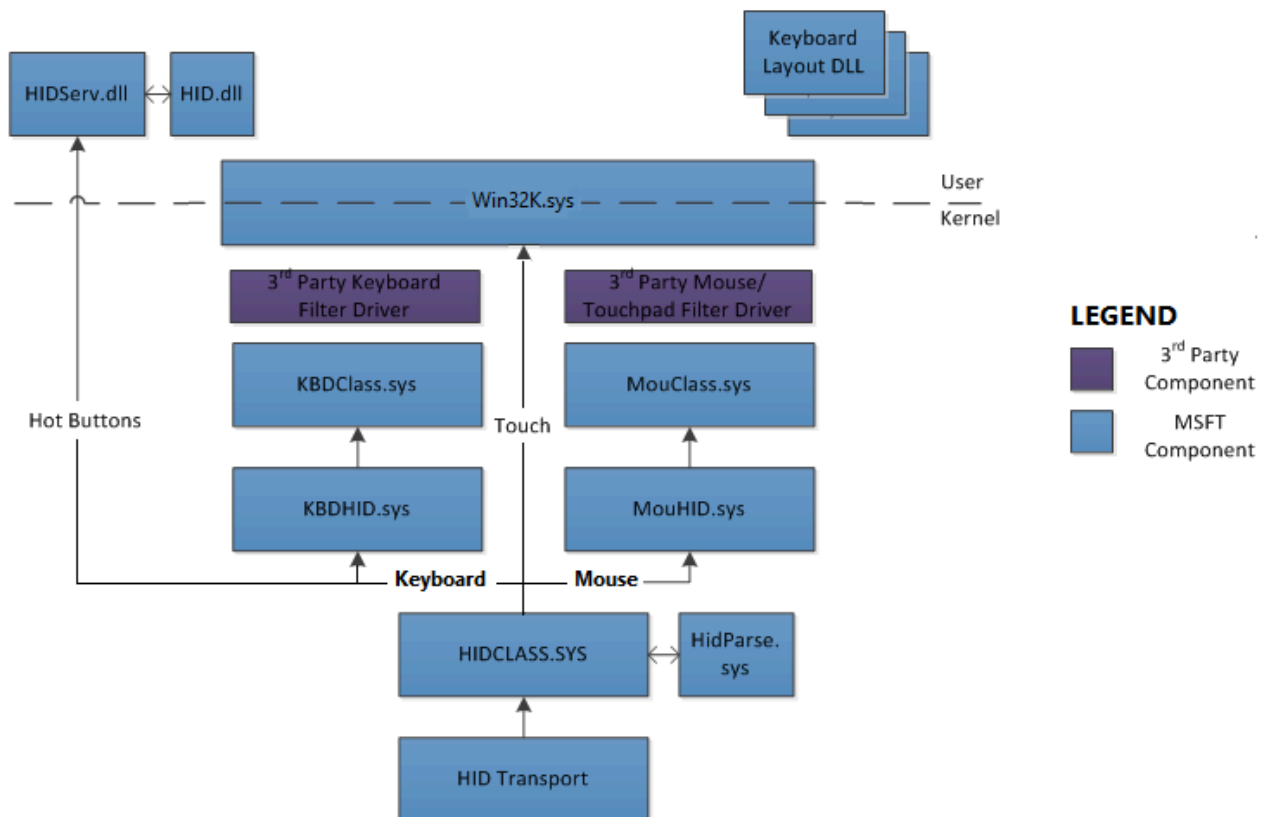 Keyboard
Layout DLL
HIDServ.dll
HID.dll
User
Win32K.sys
Kernel
3rd Party Keyboard
Filter Driver
3rd Party Mouse/
Touchpad Filter Driver
LEGEND
3rd Party
Component
MSFT
Component
KBDClass.sys
MouClass.sys
Hot Buttons
Touch
KBDHID.sys
MouHID.sys
Keyboard
Mouse
HIDCLASS.SYS
HidParse.
sys
HID Transport